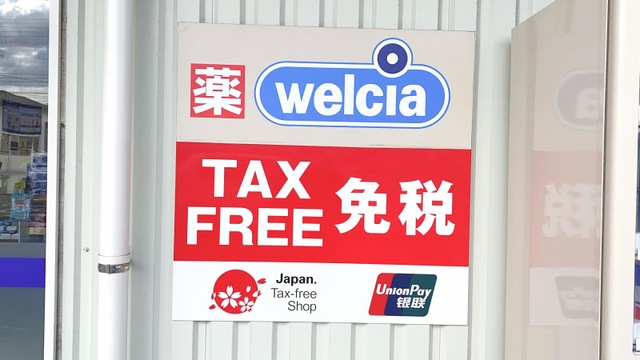 薬 welcia
TAX
FREE 免税
Japan.
Tax-free
Shop
UnionPay
银联